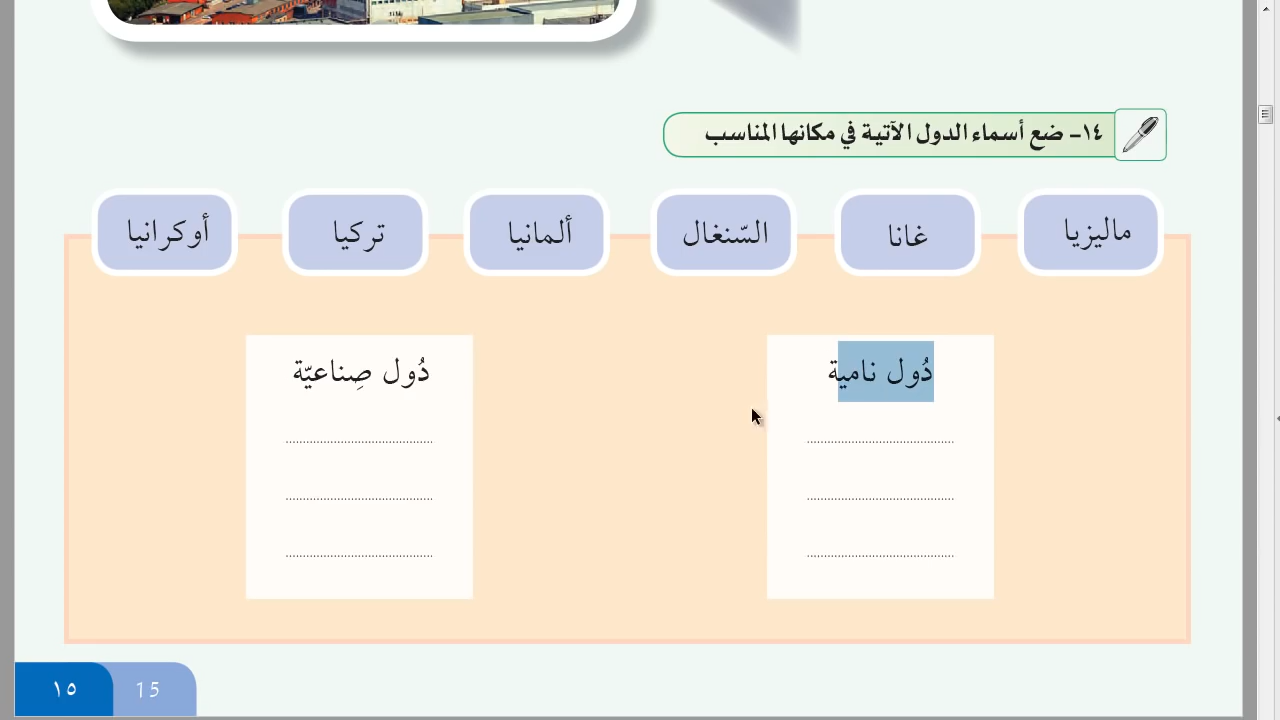 ١٤- ضع أسماء الدول الآتية في مكانها المناسب
ماليزيا
غانا
السّنغال
ألمانيا
تركيا
أوكرانيا
دُول نامية
دُول صِناعيّة
15
١٥